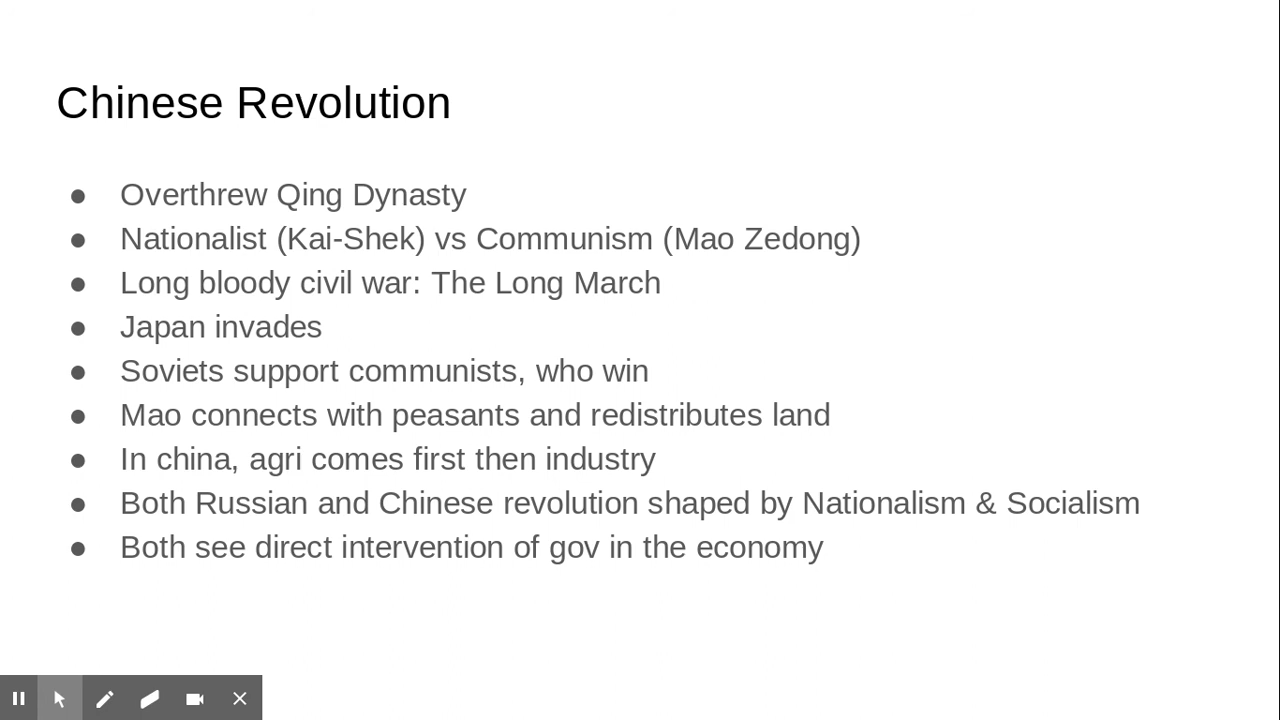 Chinese Revolution
● Overthrew Qing Dynasty
● Nationalist (Kai-Shek) vs Communism (Mao Zedong)
● Long bloody civil war: The Long March
● Japan invades
● Soviets support communists, who win
● Mao connects with peasants and redistributes land
● In china, agri comes first then industry
● Both Russian and Chinese revolution shaped by Nationalism & Socialism
● Both see direct intervention of gov in the economy